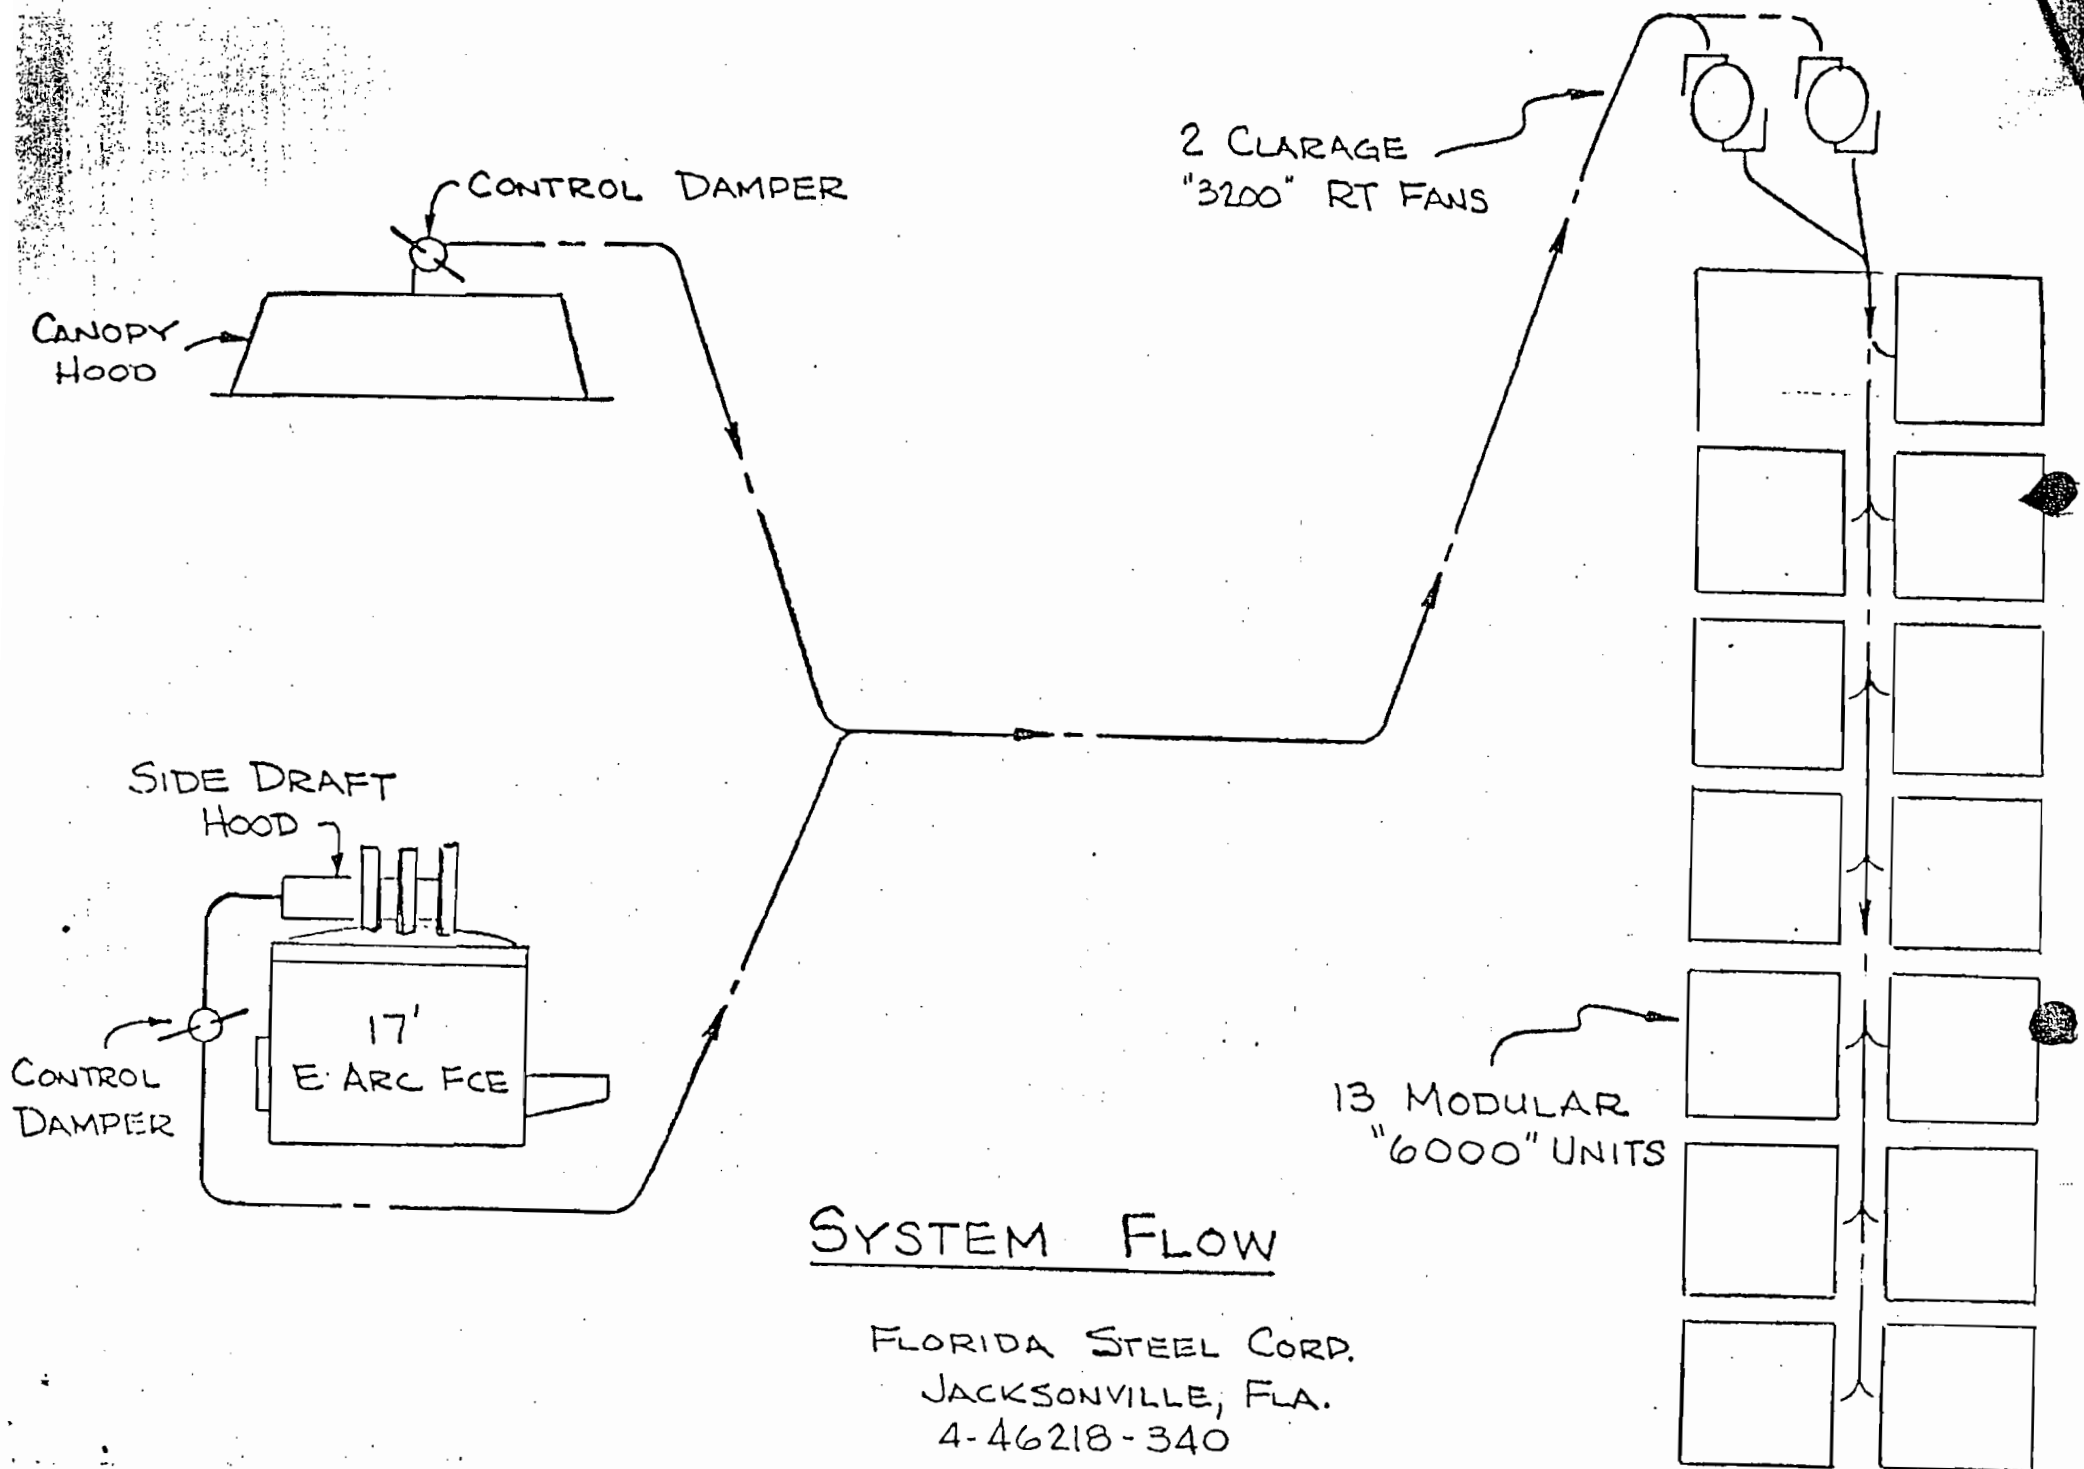 2 CLARAGE
"3200" RT FANS
CONTROL DAMPER
CANOPY
HOOD
SIDE DRAFT
HOOD
17'
E. ARC FCE
CONTROL
DAMPER
13 MODULAR
"6000" UNITS
SYSTEM FLOW
FLORIDA STEEL CORP.
JACKSONVILLE, FLA.
4-46218-340